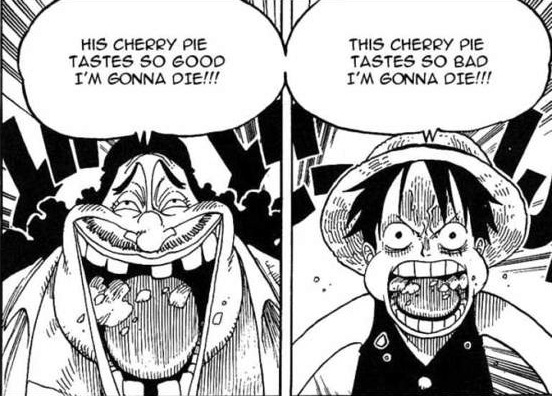 HIS CHERRY PIE
TASTES SO GOOD
I'M GONNA DIE!!!
THIS CHERRY PIE
TASTES SO BAD
I'M GONNA DIE!!!